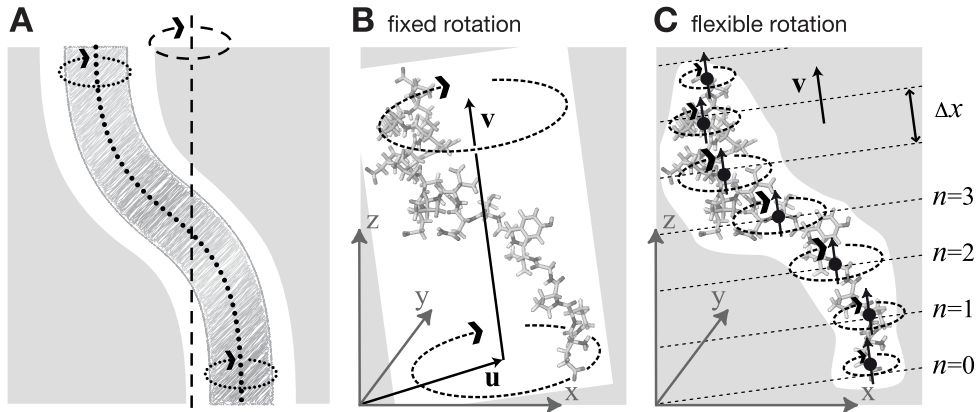 A
B fixed rotation
C flexible rotation
v
v
Δx
z
y
x
u
z
y
x
n=3
n=2
n=1
n=0